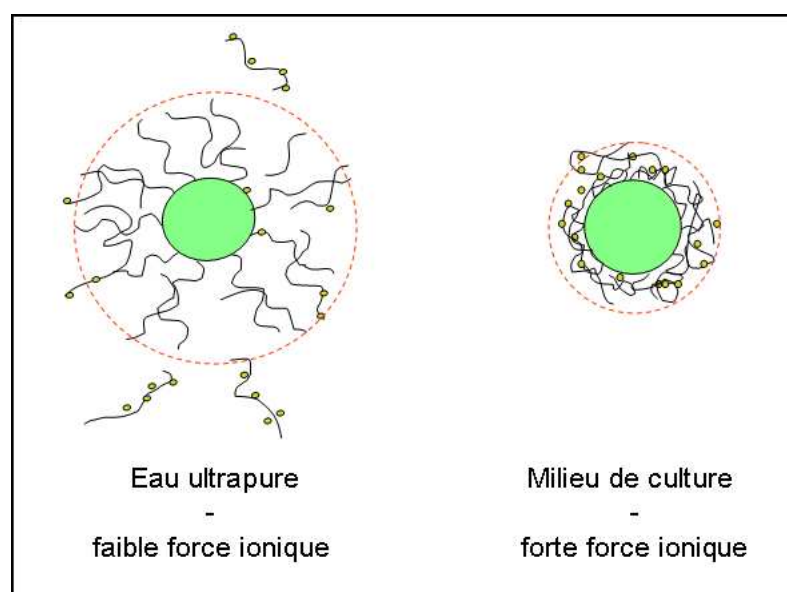 Eau ultrapure
-
faible force ionique
Milieu de culture
-
forte force ionique